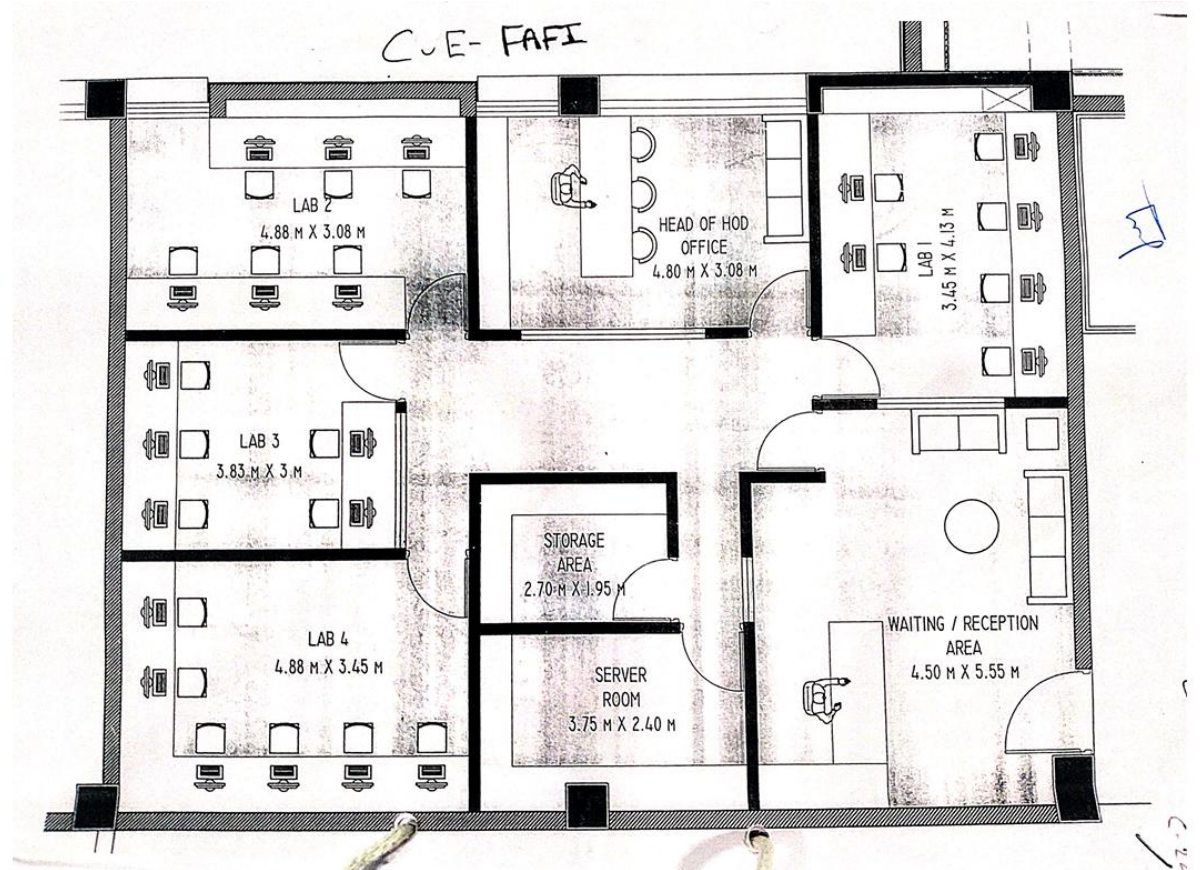 CUE- FAFI
LAB 2
4.88 M X 3.08 M
HEAD OF HOD
OFFICE
4.80 M X 3.08 M
LAB 1
3.45 M X 4.13 M
LAB 3
3.83 M X 3 M
STORAGE
AREA
2.70 M X 1.95 M
LAB 4
4.88 M X 3.45 M
SERVER
ROOM
3.75 M X 2.40 M
WAITING / RECEPTION
AREA
4.50 M X 5.55 M